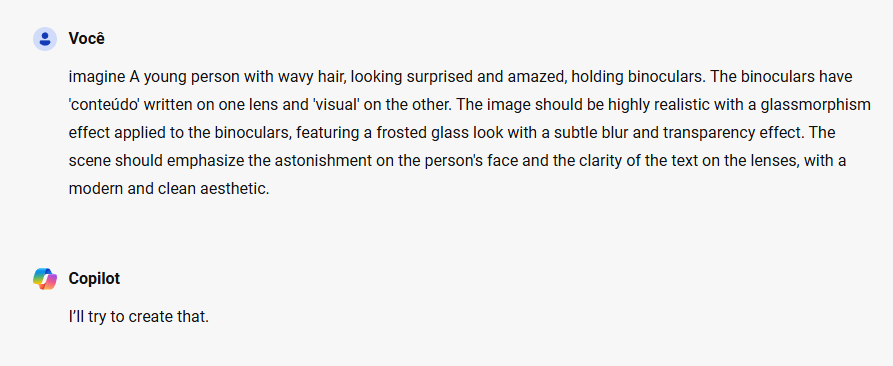 Você
imagine A young person with wavy hair, looking surprised and amazed, holding binoculars. The binoculars have
'conteúdo' written on one lens and 'visual' on the other. The image should be highly realistic with a glassmorphism
effect applied to the binoculars, featuring a frosted glass look with a subtle blur and transparency effect. The
scene should emphasize the astonishment on the person's face and the clarity of the text on the lenses, with a
modern and clean aesthetic.
Copilot
I’ll try to create that.